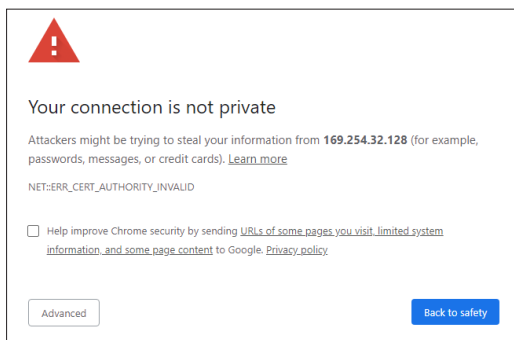 Your connection is not private
Attackers might be trying to steal your information from 169.254.32.128 (for example,
passwords, messages, or credit cards). Learn more
NET::ERR_CERT_AUTHORITY_INVALID
Help improve Chrome security by sending URLs of some pages you visit, limited system
information, and some page content to Google. Privacy policy
Advanced
Back to safety